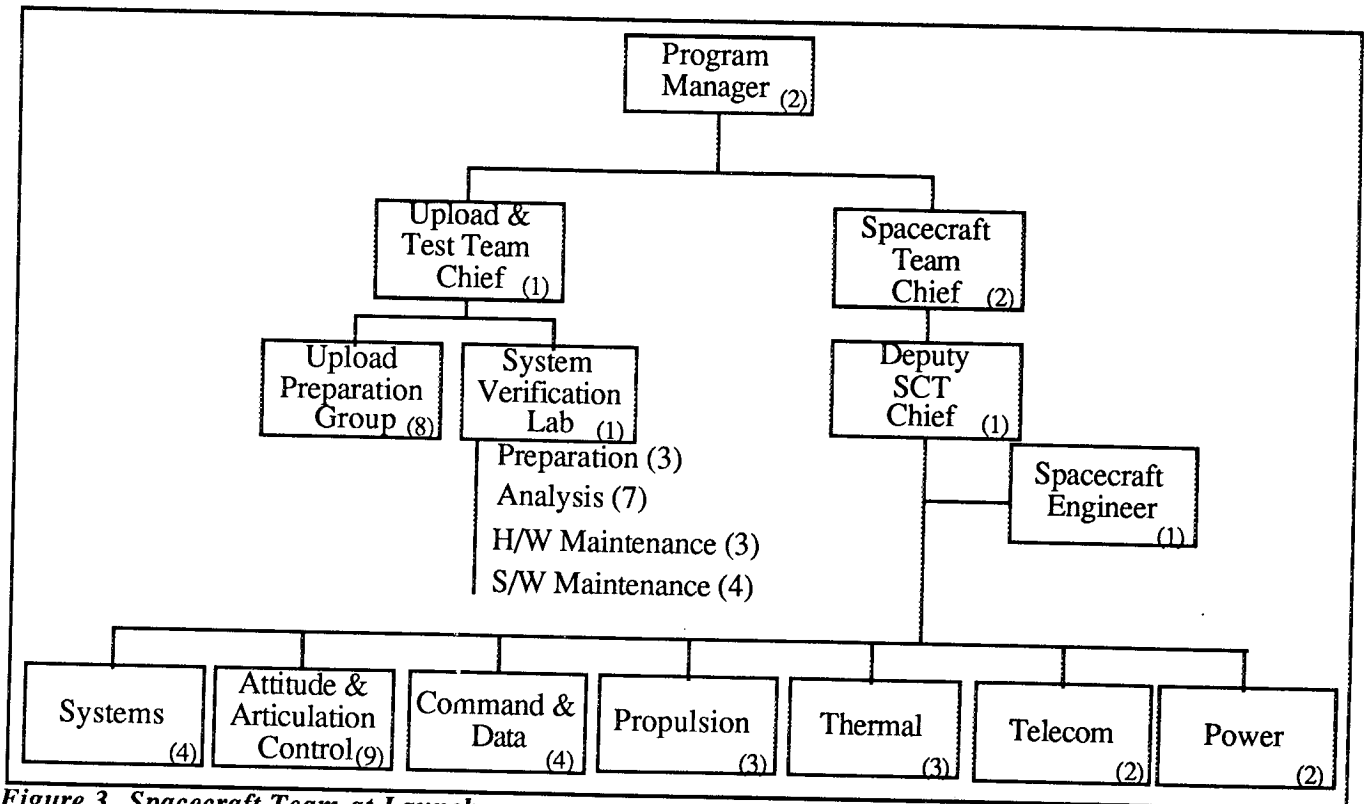 Program
Manager (2)
Upload &
Test Team
Chief (1)
Spacecraft
Team
Chief (2)
Upload
Preparation
Group (8)
System
Verification
Lab (1)
Preparation (3)
Analysis (7)
H/W Maintenance (3)
S/W Maintenance (4)
Deputy
SCT
Chief (1)
Spacecraft
Engineer
(1)
Systems
(4)
Attitude &
Articulation
Control (9)
Command &
Data
(4)
Propulsion
(3)
Thermal
(3)
Telecom
(2)
Power
(2)
Figure 3. Spacecraft Team at Launch